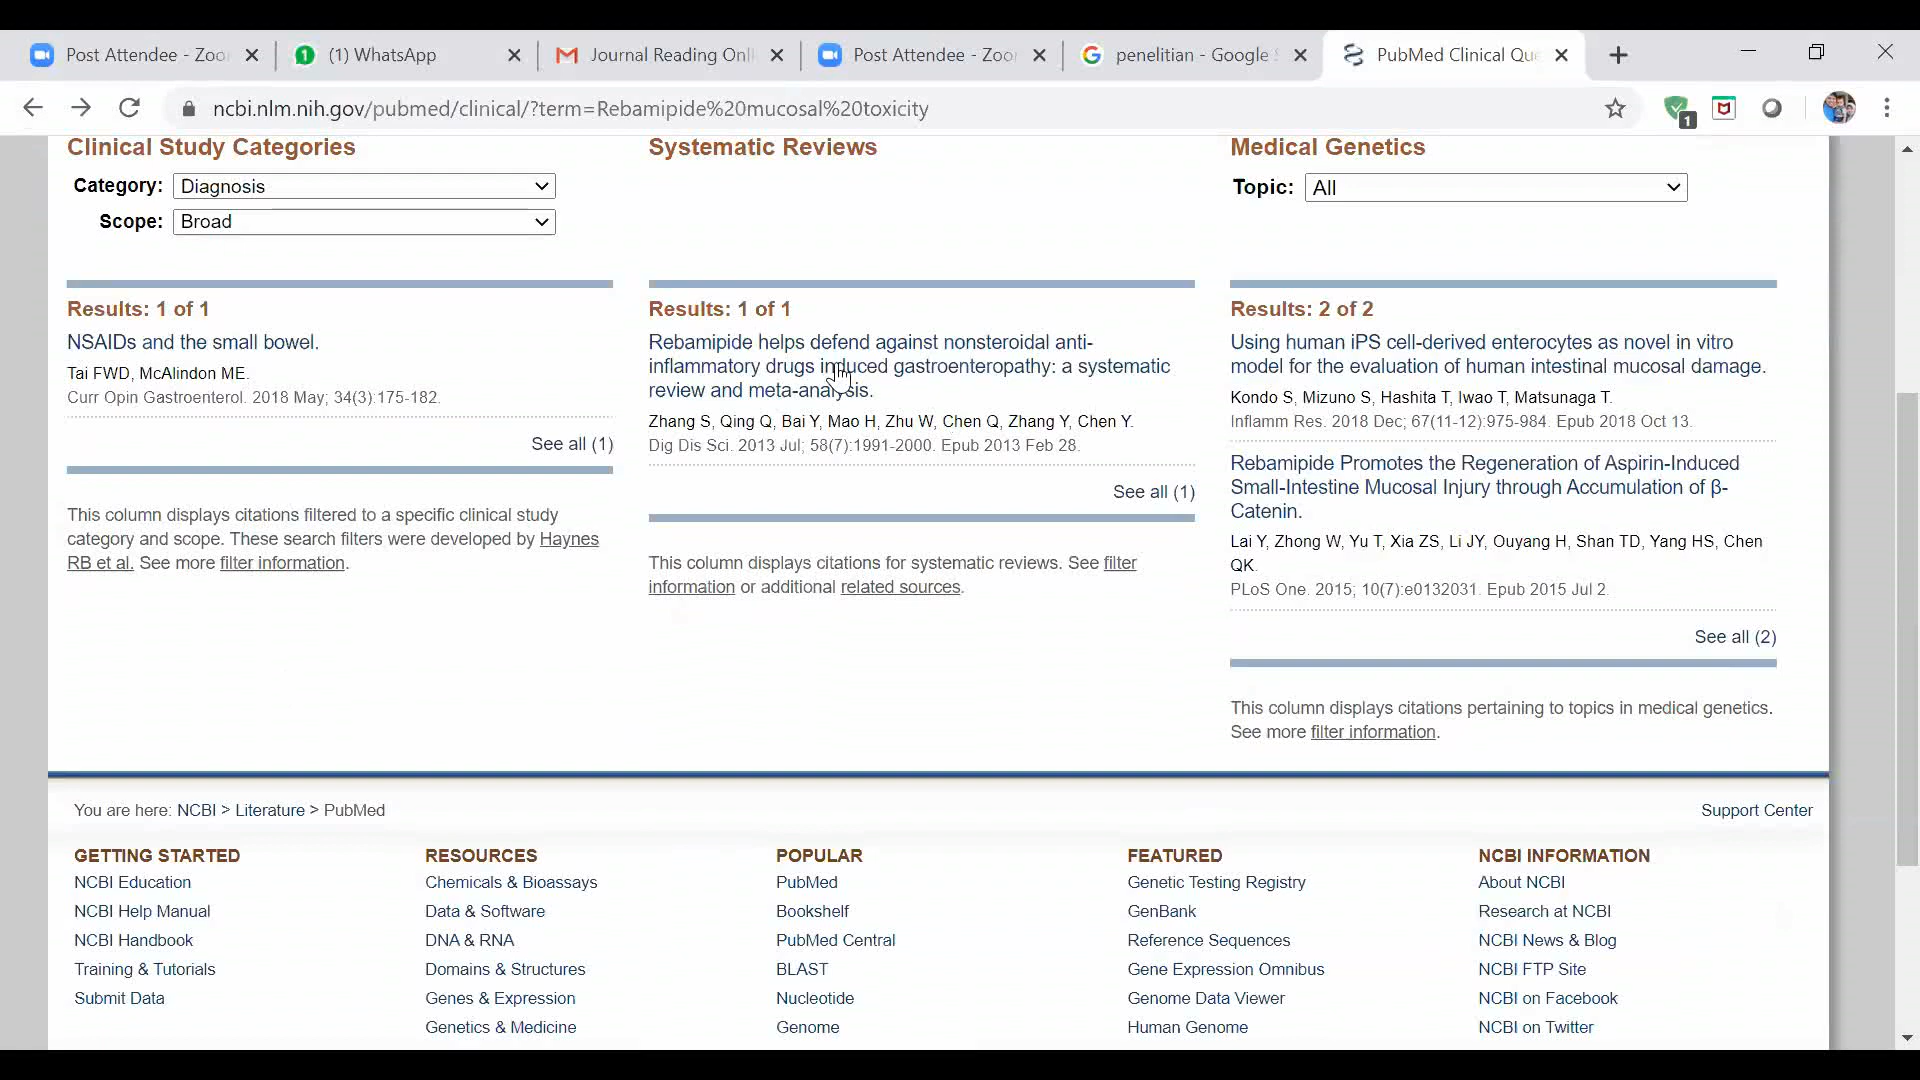 Post Attendee - Zoo
(1) WhatsApp
Journal Reading Onl
Post Attendee - Zoo
penelitian - Google
PubMed Clinical Qu
ncbi.nlm.nih.gov/pubmed/clinical/?term=Rebamipide%20mucosal%20toxicity
1
Clinical Study Categories
Category: Diagnosis
Scope: Broad
Results: 1 of 1
NSAIDs and the small bowel.
Tai FWD, McAlindon ME.
Curr Opin Gastroenterol. 2018 May; 34(3):175-182.
See all (1)
This column displays citations filtered to a specific clinical study
category and scope. These search filters were developed by Haynes
RB et al. See more filter information.
Systematic Reviews
Results: 1 of 1
Rebamipide helps defend against nonsteroidal anti-
inflammatory drugs induced gastroenteropathy: a systematic
review and meta-analysis.
Zhang S, Qing Q, Bai Y, Mao H, Zhu W, Chen Q, Zhang Y, Chen Y.
Dig Dis Sci. 2013 Jul; 58(7):1991-2000. Epub 2013 Feb 28.
See all (1)
This column displays citations for systematic reviews. See filter
information or additional related sources.
Medical Genetics
Topic: All
Results: 2 of 2
Using human iPS cell-derived enterocytes as novel in vitro
model for the evaluation of human intestinal mucosal damage.
Kondo S, Mizuno S, Hashita T, Iwao T, Matsunaga T.
Inflamm Res. 2018 Dec; 67(11-12):975-984. Epub 2018 Oct 13.
Rebamipide Promotes the Regeneration of Aspirin-Induced
Small-Intestine Mucosal Injury through Accumulation of β-
Catenin.
Lai Y, Zhong W, Yu T, Xia ZS, Li JY, Ouyang H, Shan TD, Yang HS, Chen
QK.
PLoS One. 2015; 10(7):e0132031. Epub 2015 Jul 2.
See all (2)
This column displays citations pertaining to topics in medical genetics.
See more filter information.
You are here: NCBI > Literature > PubMed
Support Center
GETTING STARTED
NCBI Education
NCBI Help Manual
NCBI Handbook
Training & Tutorials
Submit Data
RESOURCES
Chemicals & Bioassays
Data & Software
DNA & RNA
Domains & Structures
Genes & Expression
Genetics & Medicine
POPULAR
PubMed
Bookshelf
PubMed Central
BLAST
Nucleotide
Genome
FEATURED
Genetic Testing Registry
GenBank
Reference Sequences
Gene Expression Omnibus
Genome Data Viewer
Human Genome
NCBI INFORMATION
About NCBI
Research at NCBI
NCBI News & Blog
NCBI FTP Site
NCBI on Facebook
NCBI on Twitter